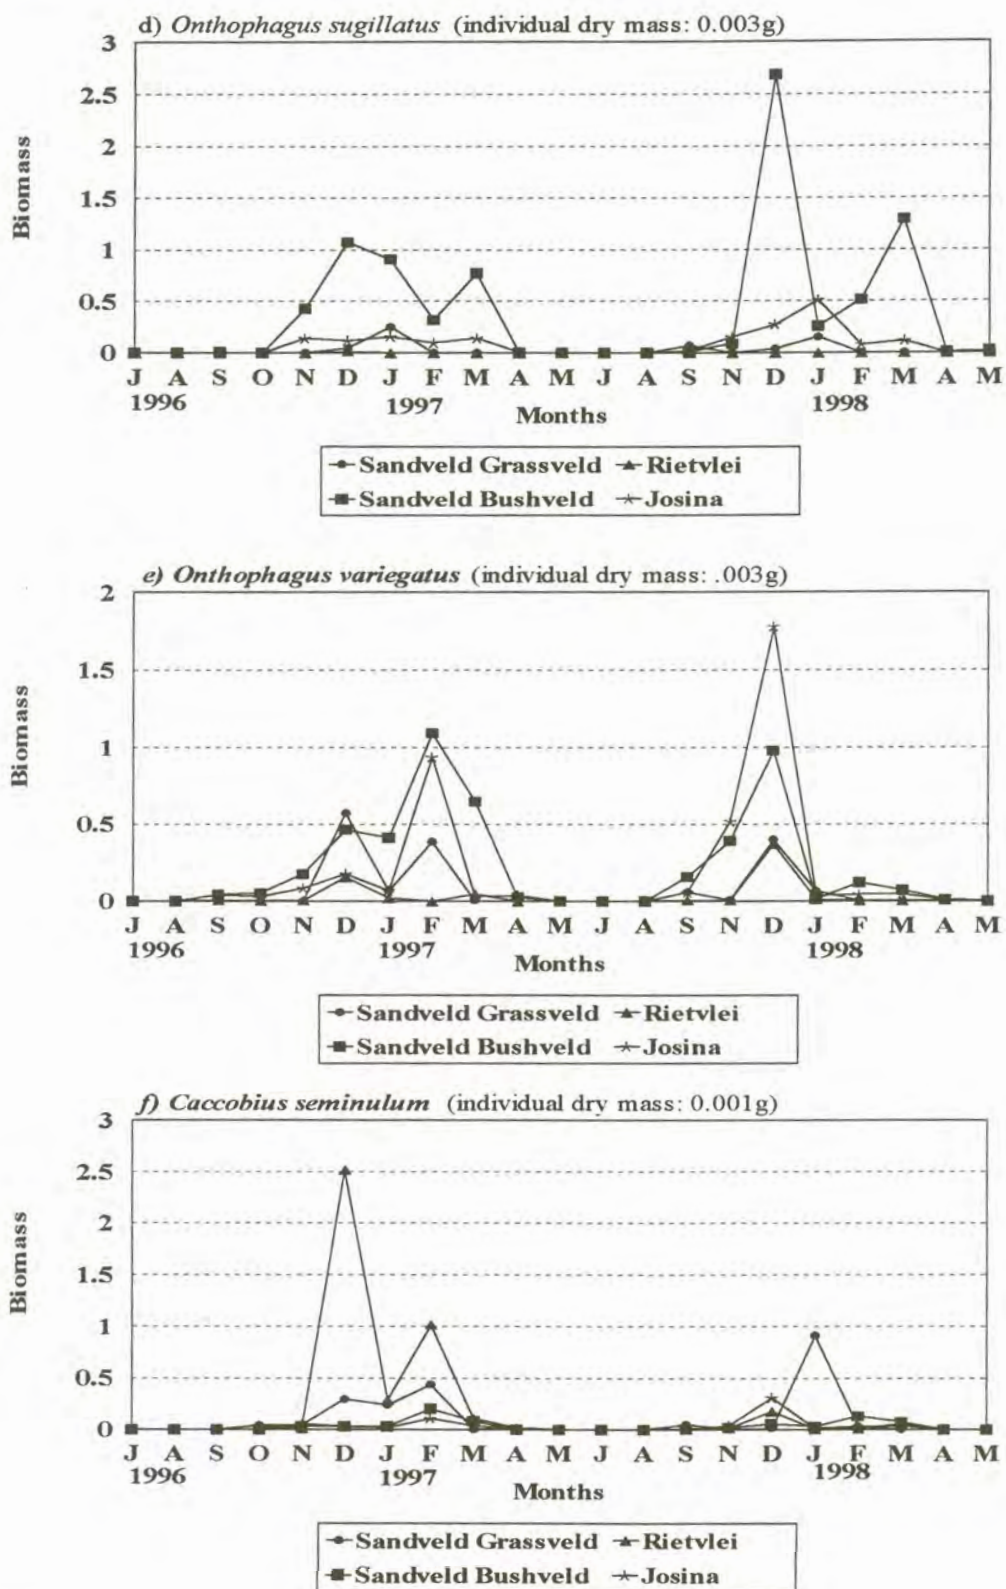 d) Onthophagus sugillatus (individual dry mass: 0.003g)
3
2.5
2
1.5
1
0.5
0
Biomass
J A S O N D J F M A M J A S N D J F M A M
1996 1997 1998
Months
Sandveld Grassveld Rietvlei
Sandveld Bushveld Josina
e) Onthophagus variegatus (individual dry mass: .003g)
2
1.5
1
0.5
0
Biomass
J A S O N D J F M A M J A S N D J F M A M
1996 1997 1998
Months
Sandveld Grassveld Rietvlei
Sandveld Bushveld Josina
f) Caccobius seminulum (individual dry mass: 0.001g)
3
2.5
2
1.5
1
0.5
0
Biomass
J A S O N D J F M A M J A S N D J F M A M
1996 1997 1998
Months
Sandveld Grassveld Rietvlei
Sandveld Bushveld Josina